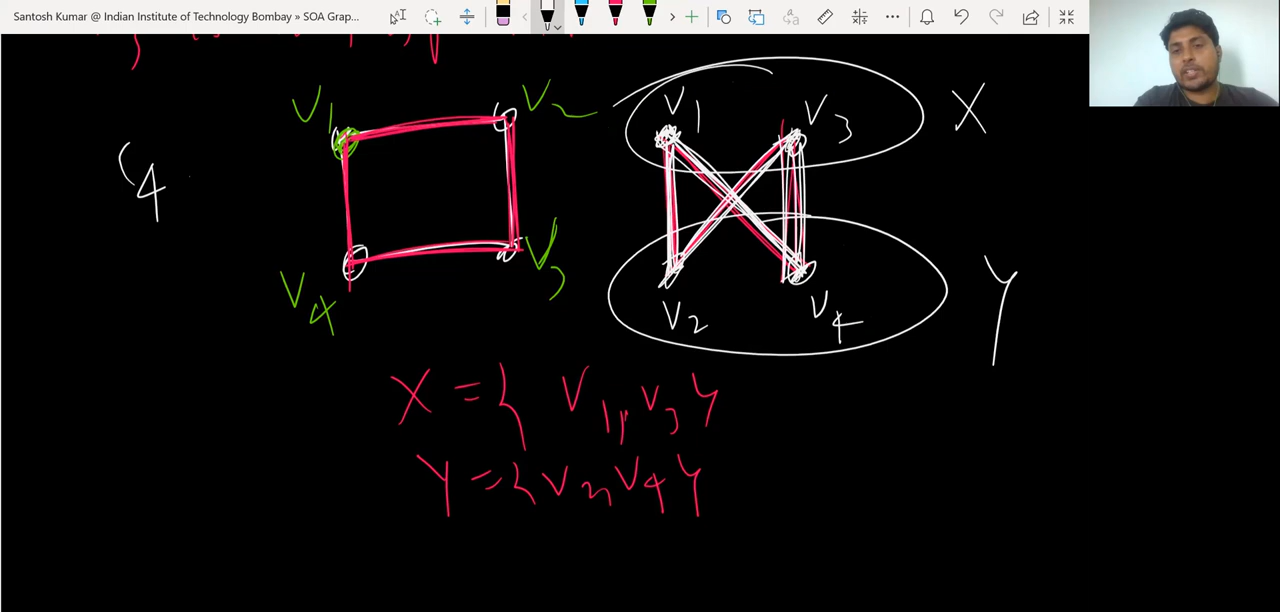 Santosh Kumar @ Indian Institute of Technology Bombay » SOA Grap...
V1 V2
C4
V4 V3
V1 V3 X
V2 V4 Y
X = { V1, V3 }
Y = { V2, V4 }